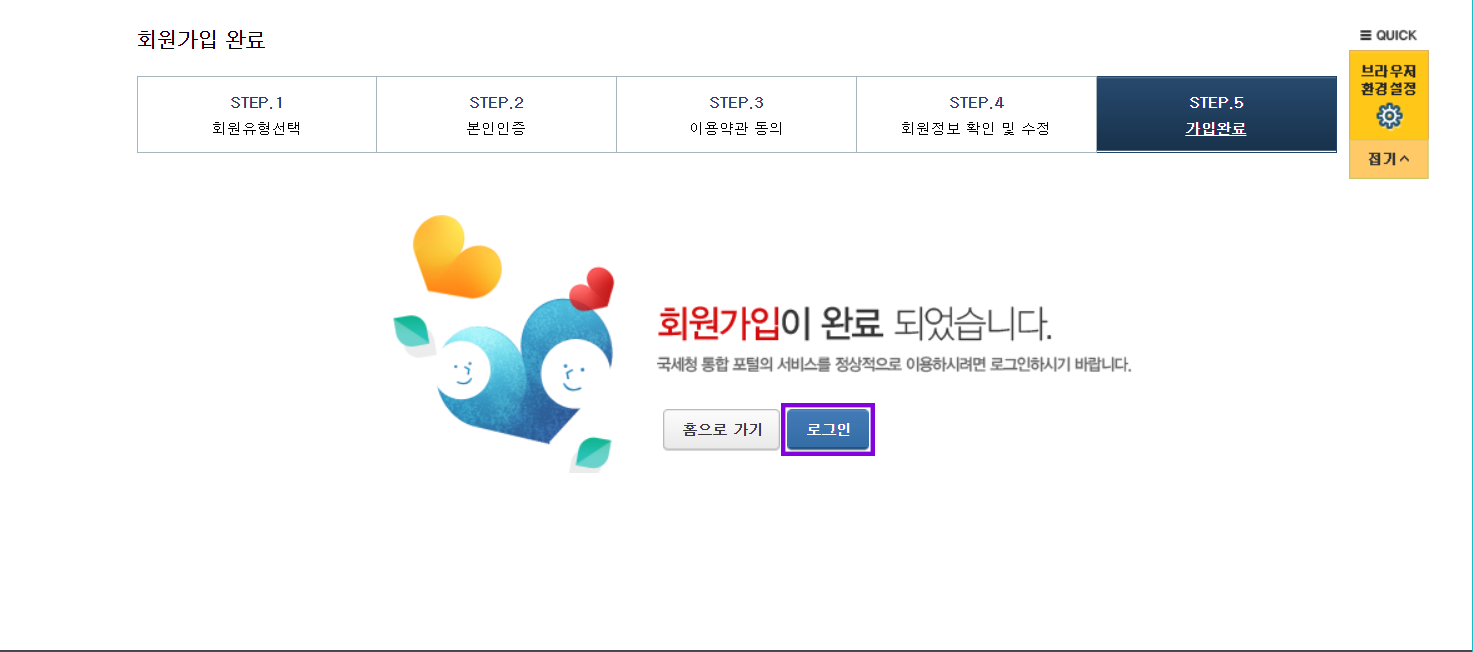 회원가입 완료
≡ QUICK
브라우저
환경설정
접기 ^
STEP.1
회원유형선택
STEP.2
본인인증
STEP.3
이용약관 동의
STEP.4
회원정보 확인 및 수정
STEP.5
가입완료
회원가입이 완료 되었습니다.
국세청 통합 포털의 서비스를 정상적으로 이용하시려면 로그인하시기 바랍니다.
홈으로 가기
로그인